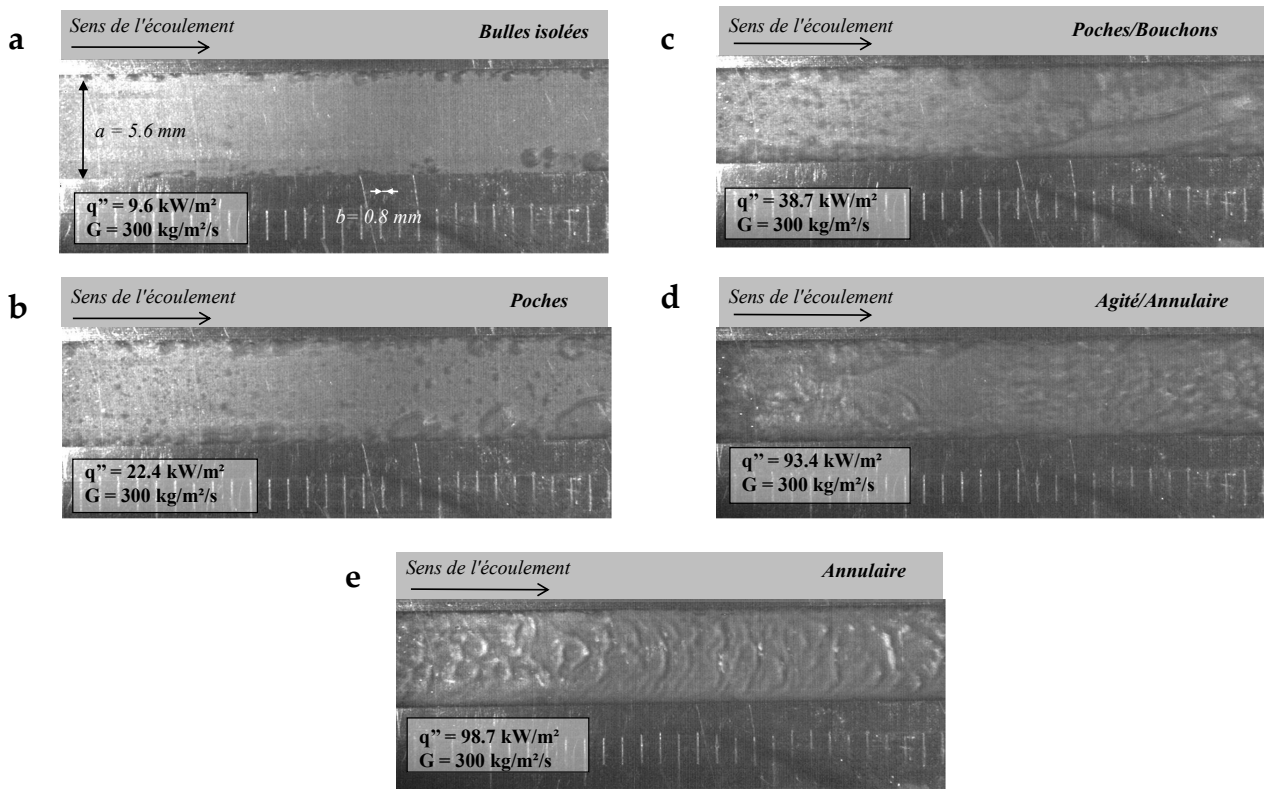 a
Sens de l'écoulement
Bulles isolées
a = 5.6 mm
b= 0.8 mm
q’’ = 9.6 kW/m²
G = 300 kg/m²/s
b
Sens de l'écoulement
Poches
q’’ = 22.4 kW/m²
G = 300 kg/m²/s
c
Sens de l'écoulement
Poches/Bouchons
q’’ = 38.7 kW/m²
G = 300 kg/m²/s
d
Sens de l'écoulement
Agité/Annulaire
q’’ = 93.4 kW/m²
G = 300 kg/m²/s
e
Sens de l'écoulement
Annulaire
q’’ = 98.7 kW/m²
G = 300 kg/m²/s